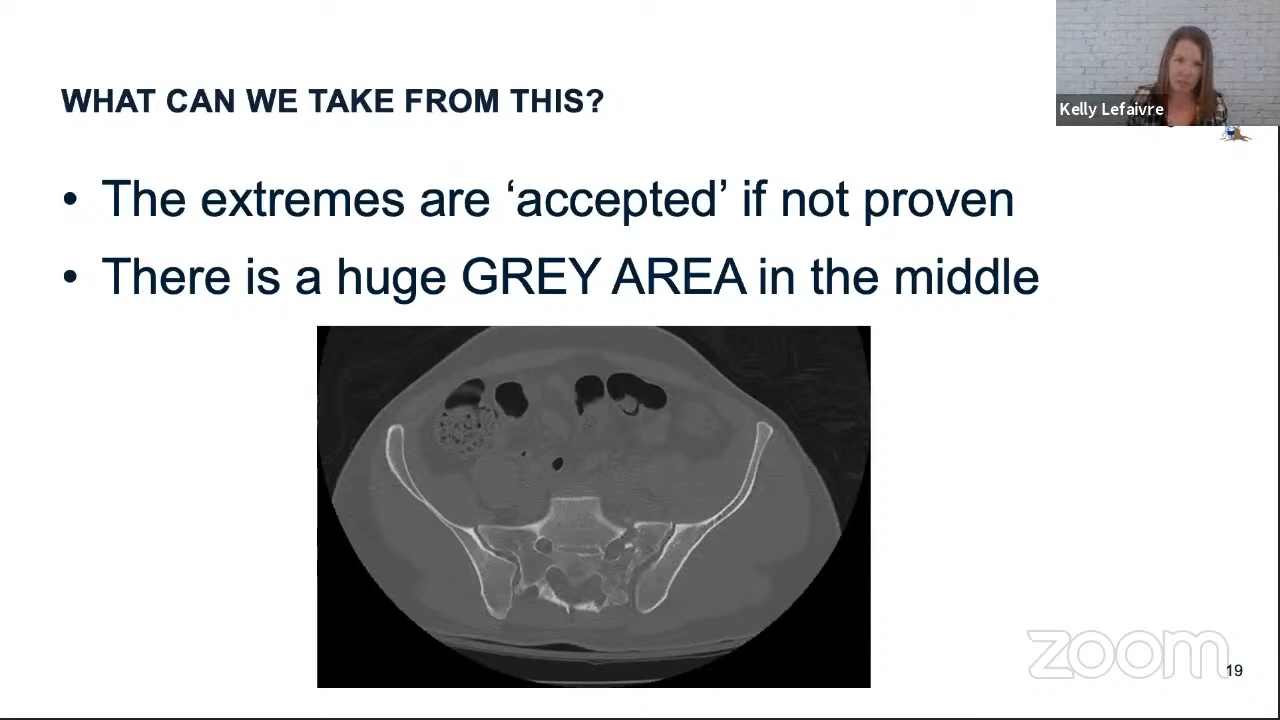 Kelly Lefaivre
WHAT CAN WE TAKE FROM THIS?
• The extremes are ‘accepted’ if not proven
• There is a huge GREY AREA in the middle
zoom
19